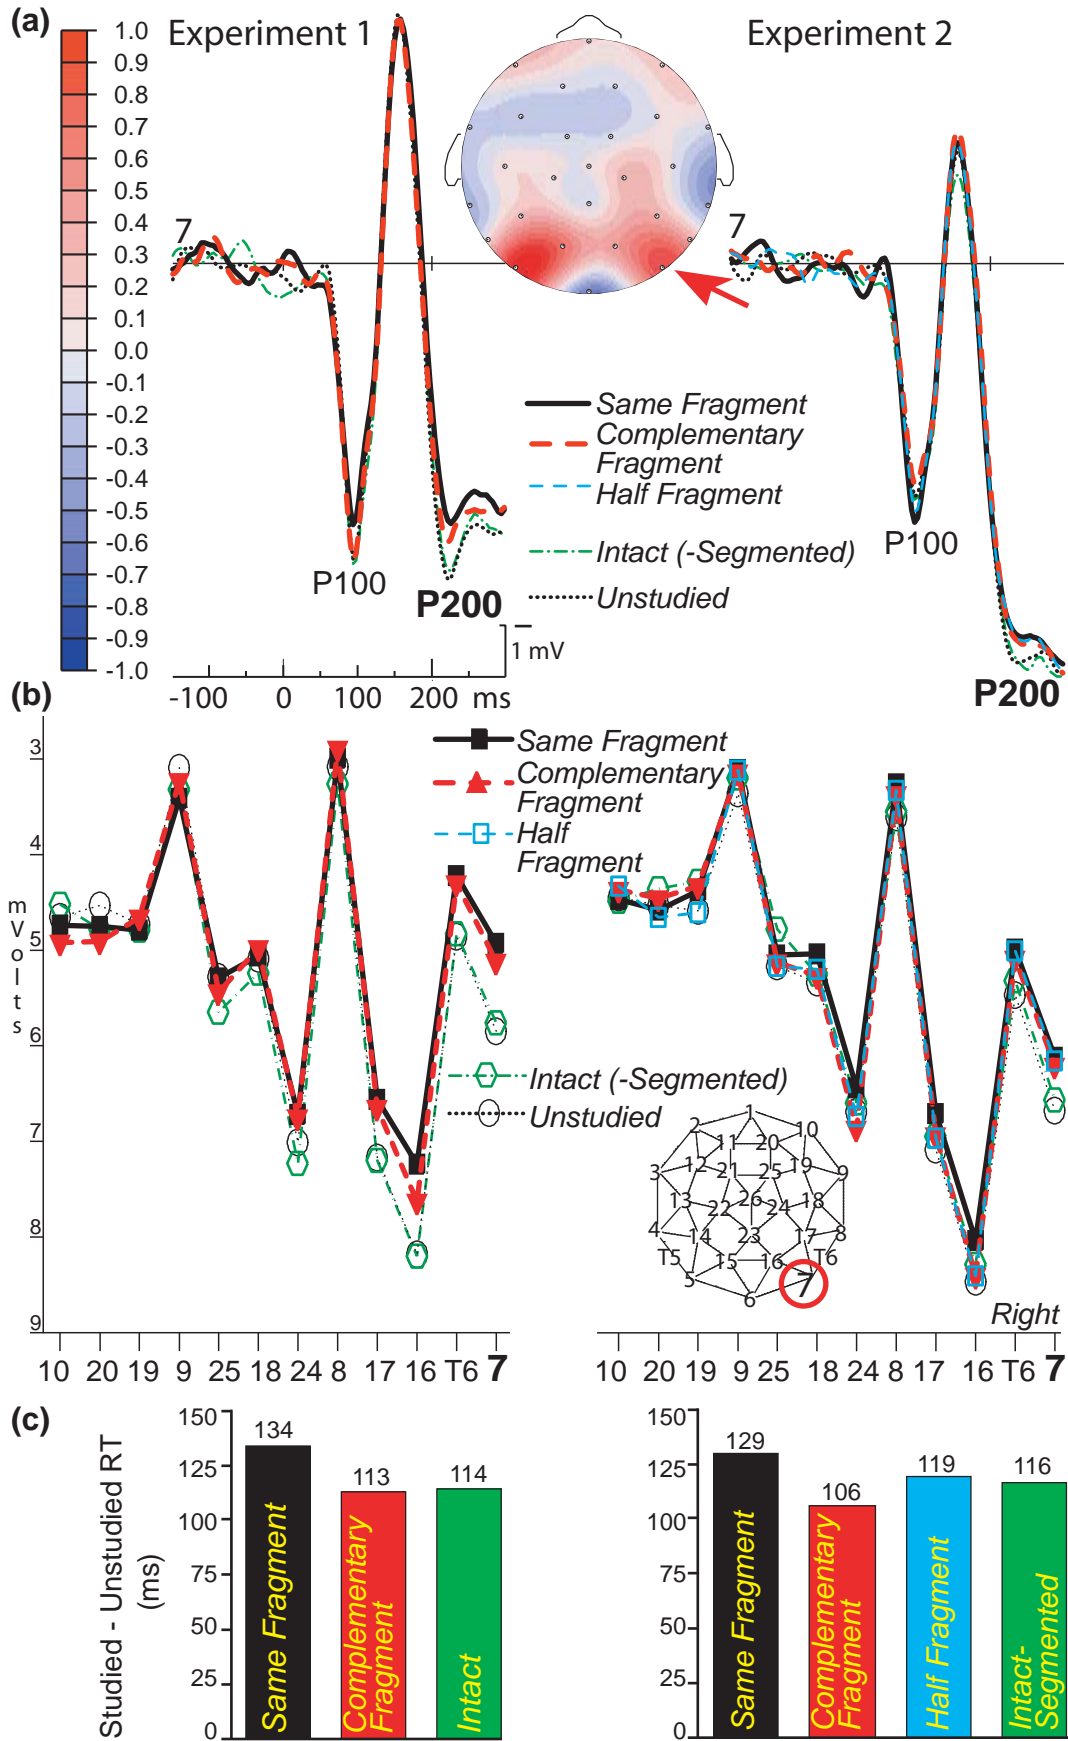 (a)
Experiment 1
Experiment 2
1.0
0.9
0.8
0.7
0.6
0.5
0.4
0.3
0.2
0.1
0.0
-0.1
-0.2
-0.3
-0.4
-0.5
-0.6
-0.7
-0.8
-0.9
-1.0
7
7
Same Fragment
Complementary
Fragment
Half Fragment
Intact (-Segmented)
Unstudied
P100
P200
P100
P200
1 mV
-100 0 100 200 ms
(b)
3
4
5
6
7
8
9
mVolts
Same Fragment
Complementary
Fragment
Half
Fragment
Intact (-Segmented)
Unstudied
1
2 10
11 20
3 12 21 25 19 9
13 22 26 24 18
4 14 23 17 8
T5 15 16 T6
5 6 7
Right
10 20 19 9 25 18 24 8 17 16 T6 7
10 20 19 9 25 18 24 8 17 16 T6 7
(c)
Studied - Unstudied RT
(ms)
150
125
100
75
50
25
0
134
113
114
Same Fragment
Complementary
Fragment
Intact
150
125
100
75
50
25
0
129
106
119
116
Same Fragment
Complementary
Fragment
Half Fragment
Intact-
Segmented